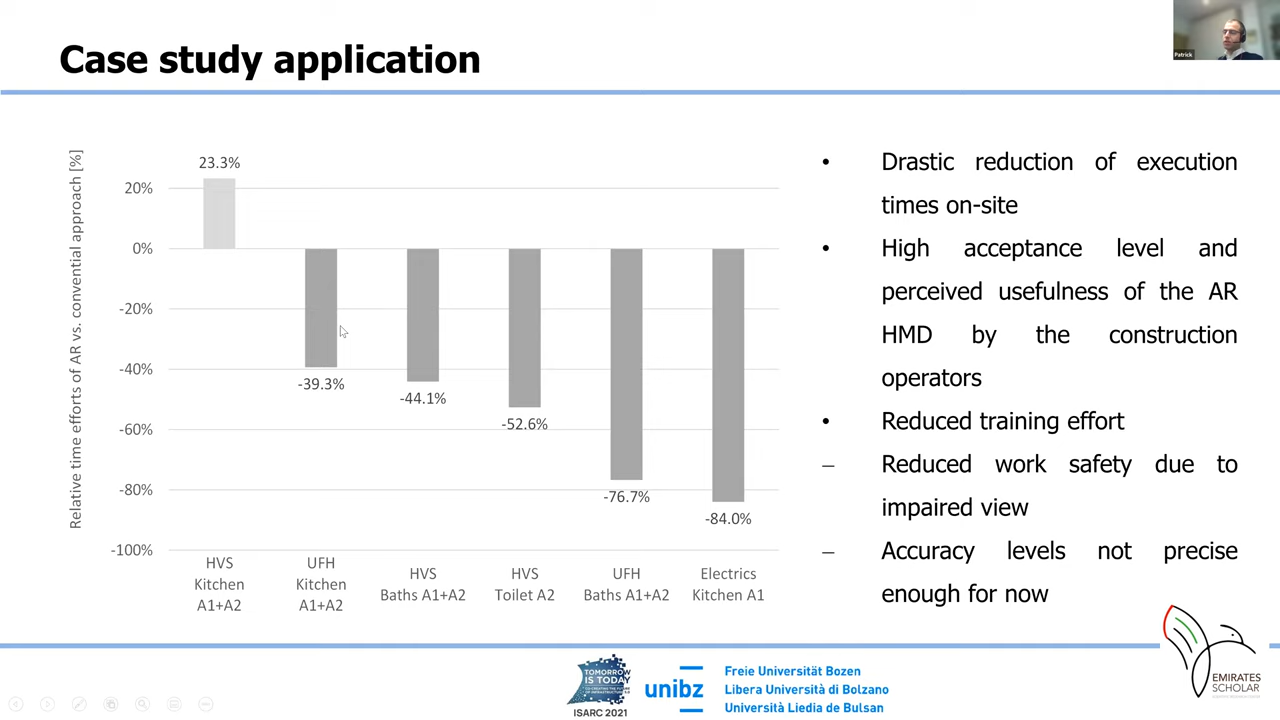 Case study application
Patrick
Relative time efforts of AR vs. convential approach [%]
20%
0%
-20%
-40%
-60%
-80%
-100%
23.3%
-39.3%
-44.1%
-52.6%
-76.7%
-84.0%
HVS
Kitchen
A1+A2
UFH
Kitchen
A1+A2
HVS
Baths A1+A2
HVS
Toilet A2
UFH
Baths A1+A2
Electrics
Kitchen A1
• Drastic reduction of execution
times on-site
• High acceptance level and
perceived usefulness of the AR
HMD by the construction
operators
• Reduced training effort
– Reduced work safety due to
impaired view
– Accuracy levels not precise
enough for now
TOMORROW
IS TODAY
ISARC 2021
unibz
Freie Universität Bozen
Libera Università di Bolzano
Università Liedia de Bulsan
EMIRATES
SCHOLAR